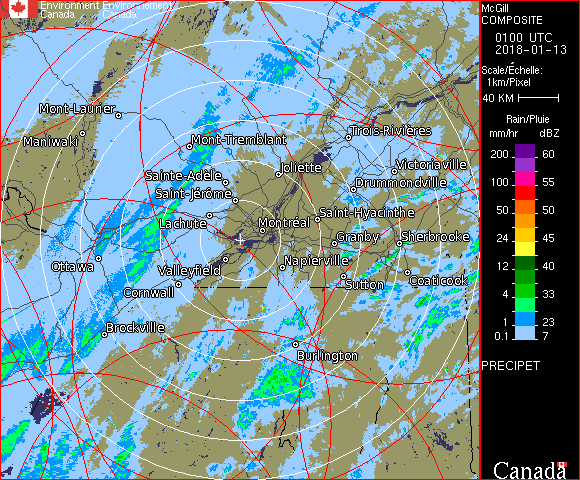 Environment Environnement
Canada Canada
McGill
COMPOSITE
0100 UTC
2018-01-13
Scale/Échelle:
1km/Pixel
40 KM
Rain/Pluie
mm/hr dBZ
200 60
100 55
50 50
24 45
12 40
4 33
1 23
0.1 7
PRECIPET
Canada
Mont-Laurier
Maniwaki
Mont-Tremblant
Trois-Rivières
Joliette
Victoriaville
Sainte-Adèle
Drummondville
Saint-Jérôme
Saint-Hyacinthe
Lachute
Montréal
Granby
Sherbrooke
Ottawa
Valleyfield
Napierville
Coaticook
Cornwall
Sutton
Brockville
Burlington